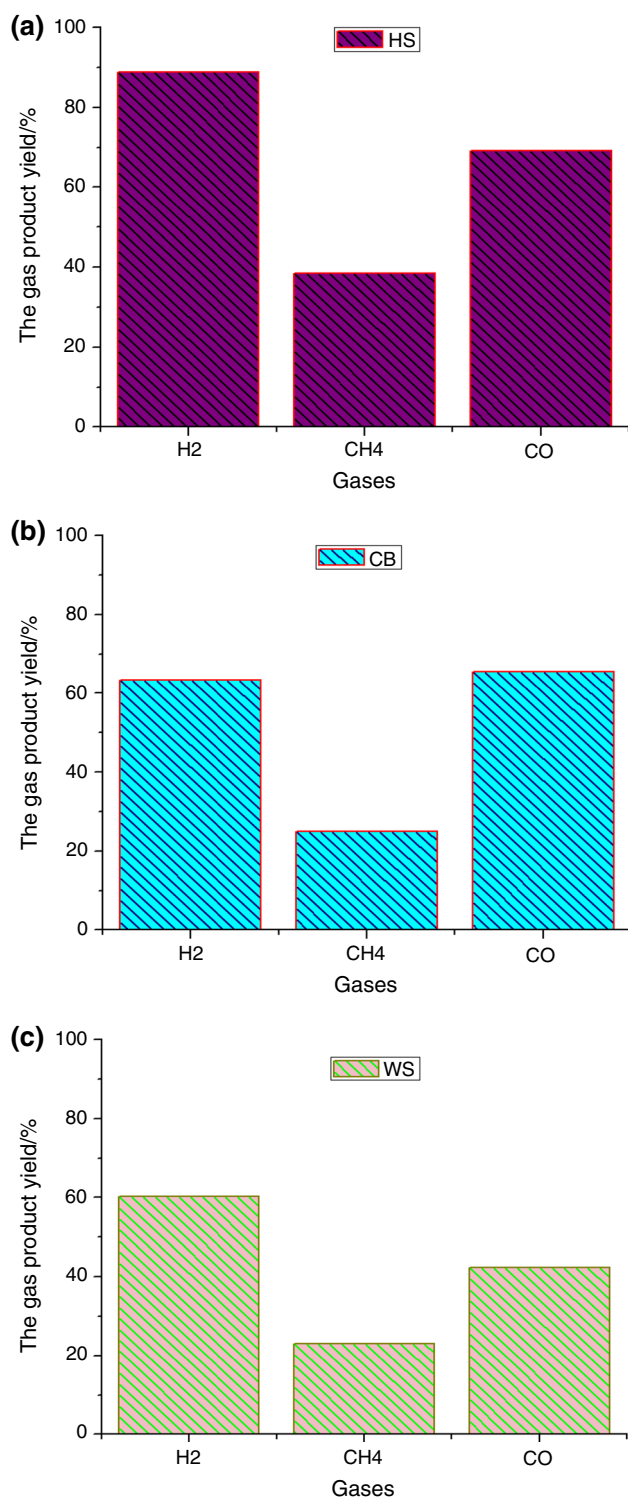 (a)
HS
The gas product yield/%
100
80
60
40
20
0
H2 CH4 CO
Gases
(b)
CB
The gas product yield/%
100
80
60
40
20
0
H2 CH4 CO
Gases
(c)
WS
The gas product yield/%
100
80
60
40
20
0
H2 CH4 CO
Gases